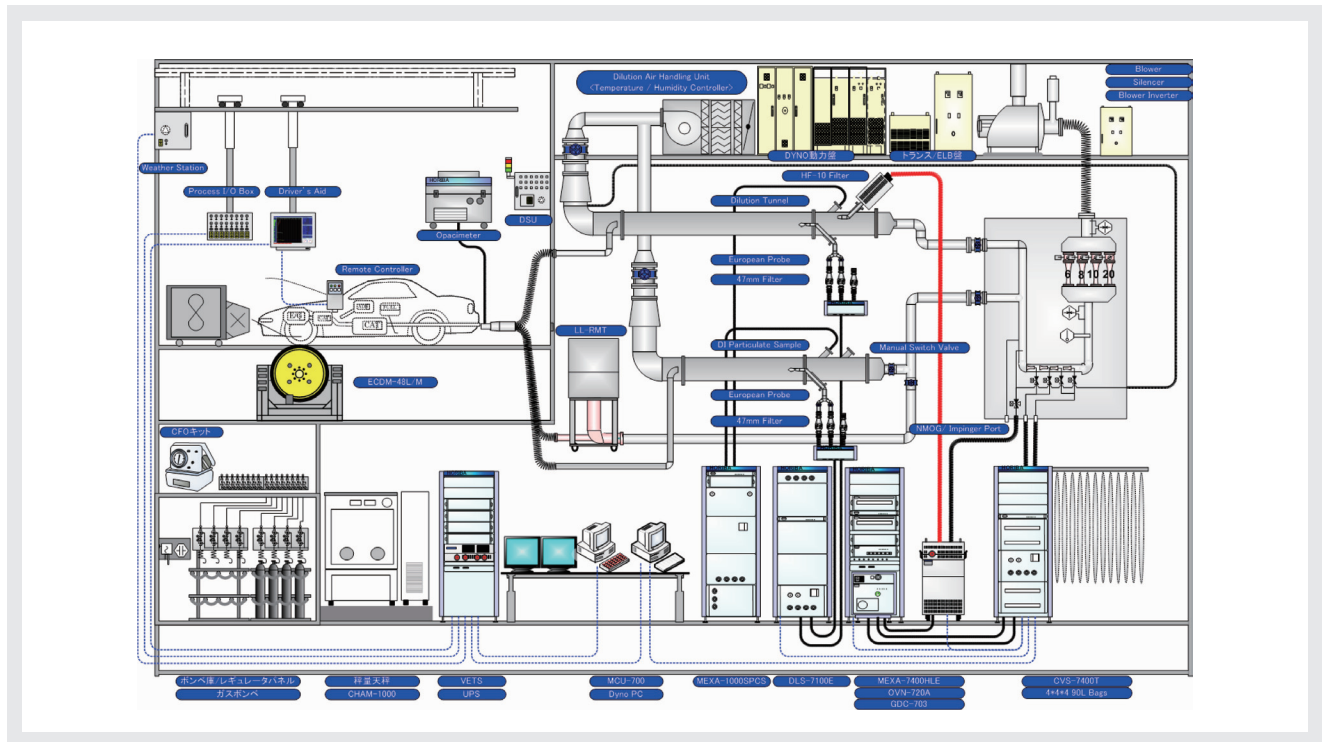 Dilution Air Handling Unit
<Temperature / Humidity Controller>
Blower
Silencer
Blower Inverter
DYNO動力盤
トランス/ELB盤
Weather Station
Process I/O Box
Driver's Aid
HORIBA
Opacimeter
DSU
HF-10 Filter
Dilution Tunnel
Remote Controller
European Probe
47mm Filter
6 8 10 20
E/G
CAT
LL-RMT
DI Particulate Sample
Manual Switch Valve
ECDM-48L/M
European Probe
47mm Filter
CFOキット
NMOG/ Impinger Port
HORIBA
HORIBA
HORIBA
HORIBA
HORIBA
ボンベ庫/レギュレータパネル
ガスボンベ
秤量天秤
CHAM-1000
VETS
UPS
MCU-700
Dyno PC
MEXA-1000SPCS
DLS-7100E
MEXA-7400HLE
OVN-720A
GDC-703
CVS-7400T
4*4*4 90L Bags